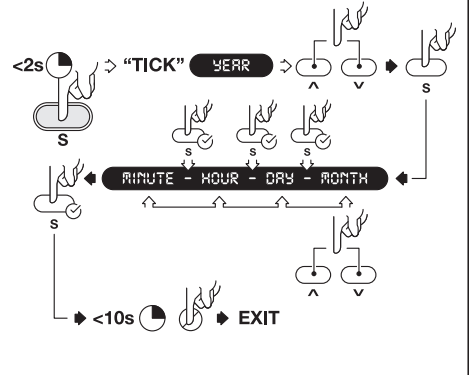 <2s "TICK" YEAR
S
∧ ∨
S
S S S
MINUTE - HOUR - DAY - MONTH
S
∧ ∨
<10s EXIT